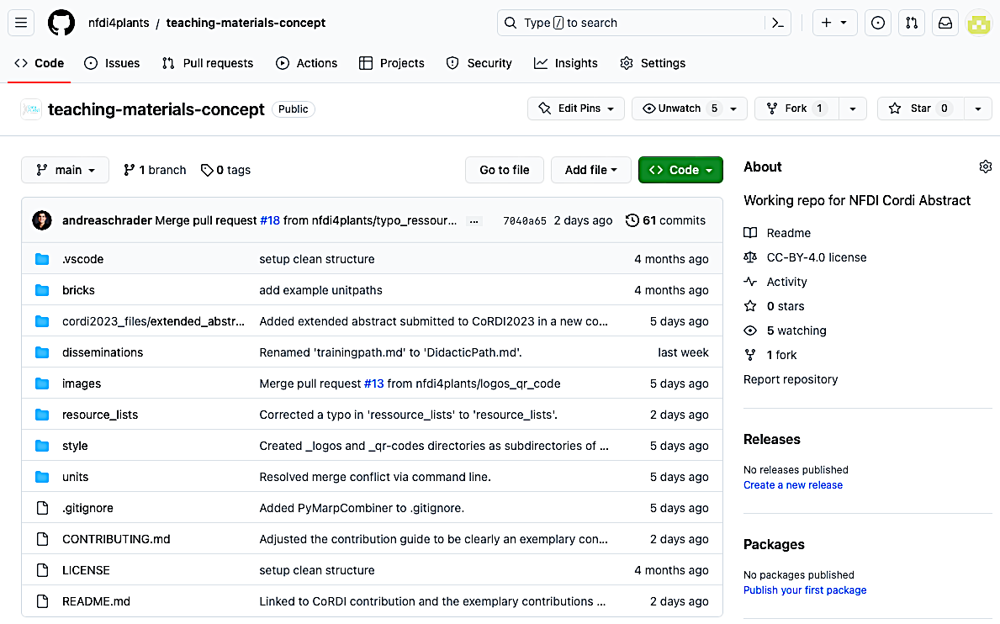 nfdi4plants / teaching-materials-concept
Type / to search
Code Issues Pull requests Actions Projects Security Insights Settings
teaching-materials-concept Public
Edit Pins Unwatch 5 Fork 1 Star 0
main 1 branch 0 tags Go to file Add file Code
andreaschrader Merge pull request #18 from nfdi4plants/typo_ressour... ... 7040a65 2 days ago 61 commits
.vscode setup clean structure 4 months ago
bricks add example unitpaths 4 months ago
cordi2023_files/extended_abstr... Added extended abstract submitted to CoRDI2023 in a new co... 5 days ago
disseminations Renamed 'trainingpath.md' to 'DidacticPath.md'. last week
images Merge pull request #13 from nfdi4plants/logos_qr_code 5 days ago
resource_lists Corrected a typo in 'ressource_lists' to 'resource_lists'. 2 days ago
style Created _logos and _qr-codes directories as subdirectories of ... 5 days ago
units Resolved merge conflict via command line. 5 days ago
.gitignore Added PyMarpCombiner to .gitignore. 5 days ago
CONTRIBUTING.md Adjusted the contribution guide to be clearly an exemplary con... 2 days ago
LICENSE setup clean structure 4 months ago
README.md Linked to CoRDI contribution and the exemplary contributions ... 2 days ago
About
Working repo for NFDI Cordi Abstract
Readme
CC-BY-4.0 license
Activity
0 stars
5 watching
1 fork
Report repository
Releases
No releases published
Create a new release
Packages
No packages published
Publish your first package